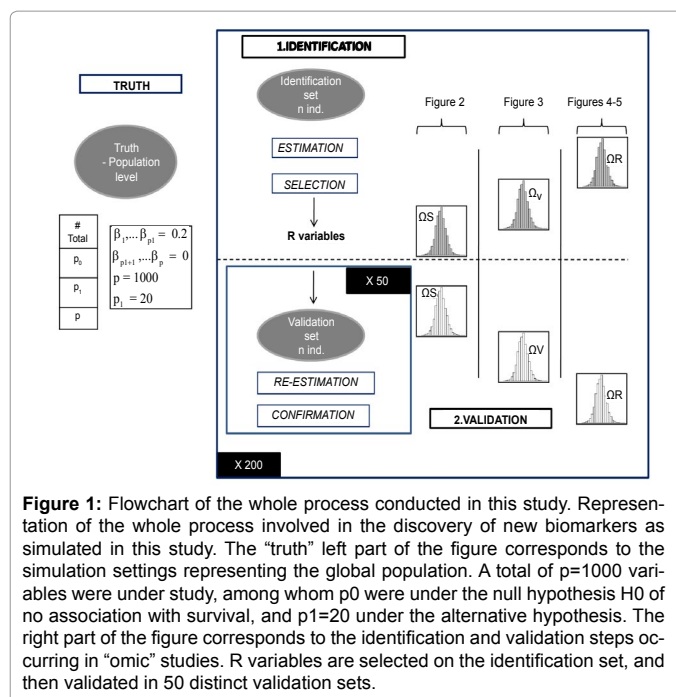 1.IDENTIFICATION
TRUTH
Truth
- Population
level
#
Total
p₀
p₁
p
β₁,...βp1 = 0.2
βp1+1,...βp = 0
p = 1000
p₁ = 20
Identification
set
n ind.
ESTIMATION
SELECTION
R variables
Figure 2
Figure 3
Figures 4-5
ΩR
Ωv
ΩS
X 50
Validation
set
n ind.
RE-ESTIMATION
CONFIRMATION
ΩS
ΩV
ΩR
2.VALIDATION
X 200
Figure 1: Flowchart of the whole process conducted in this study. Represen-
tation of the whole process involved in the discovery of new biomarkers as
simulated in this study. The “truth” left part of the figure corresponds to the
simulation settings representing the global population. A total of p=1000 vari-
ables were under study, among whom p0 were under the null hypothesis H0 of
no association with survival, and p1=20 under the alternative hypothesis. The
right part of the figure corresponds to the identification and validation steps oc-
curring in “omic” studies. R variables are selected on the identification set, and
then validated in 50 distinct validation sets.